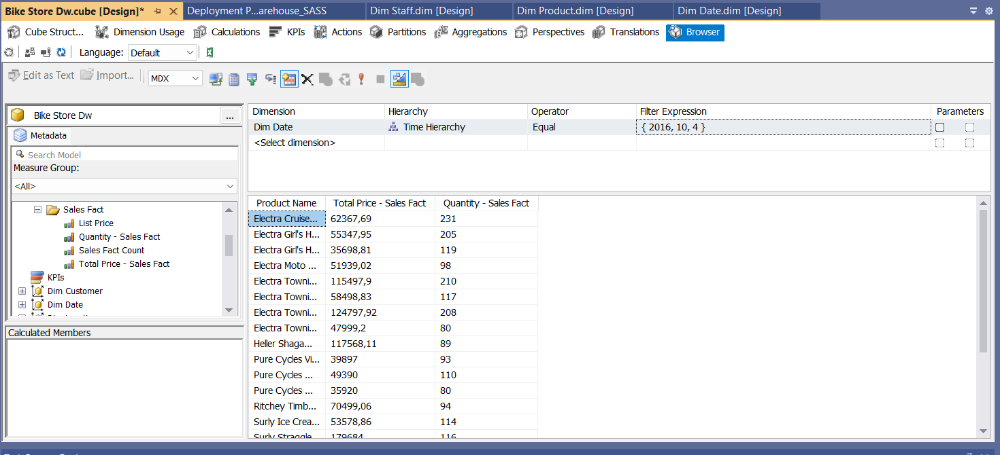 Bike Store Dw.cube [Design]* Deployment P...arehouse_SASS Dim Staff.dim [Design] Dim Product.dim [Design] Dim Date.dim [Design]
Cube Struct... Dimension Usage Calculations KPIs Actions Partitions Aggregations Perspectives Translations Browser
Language: Default
Edit as Text Import... MDX
Bike Store Dw ...
Metadata
Search Model
Measure Group:
<All>
Sales Fact
List Price
Quantity - Sales Fact
Sales Fact Count
Total Price - Sales Fact
KPIs
Dim Customer
Dim Date
Calculated Members
Dimension Hierarchy Operator Filter Expression Parameters
Dim Date Time Hierarchy Equal { 2016, 10, 4 }
<Select dimension>
Product Name Total Price - Sales Fact Quantity - Sales Fact
Electra Cruise... 62367,69 231
Electra Girl's H... 55347,95 205
Electra Girl's H... 35698,81 119
Electra Moto ... 51939,02 98
Electra Towni... 115497,9 210
Electra Towni... 58498,83 117
Electra Towni... 124797,92 208
Electra Towni... 47999,2 80
Heller Shaga... 117568,11 89
Pure Cycles Vi... 39897 93
Pure Cycles ... 49390 110
Pure Cycles ... 35920 80
Ritchey Timb... 70499,06 94
Surly Ice Crea... 53578,86 114
Surly Straggle... 179684 116